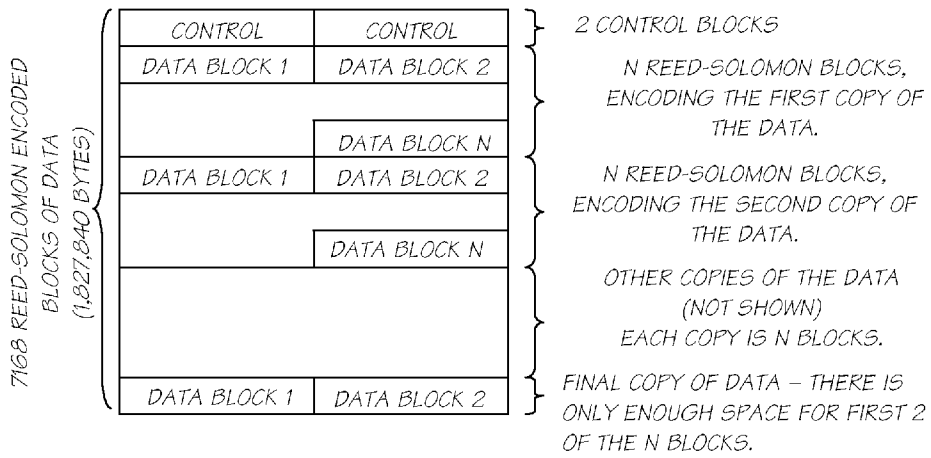 7168 REED-SOLOMON ENCODED
BLOCKS OF DATA
(1,827,840 BYTES)
CONTROL CONTROL
2 CONTROL BLOCKS
DATA BLOCK 1 DATA BLOCK 2
DATA BLOCK N
N REED-SOLOMON BLOCKS,
ENCODING THE FIRST COPY OF
THE DATA.
DATA BLOCK 1 DATA BLOCK 2
DATA BLOCK N
N REED-SOLOMON BLOCKS,
ENCODING THE SECOND COPY OF
THE DATA.
OTHER COPIES OF THE DATA
(NOT SHOWN)
EACH COPY IS N BLOCKS.
DATA BLOCK 1 DATA BLOCK 2
FINAL COPY OF DATA – THERE IS
ONLY ENOUGH SPACE FOR FIRST 2
OF THE N BLOCKS.